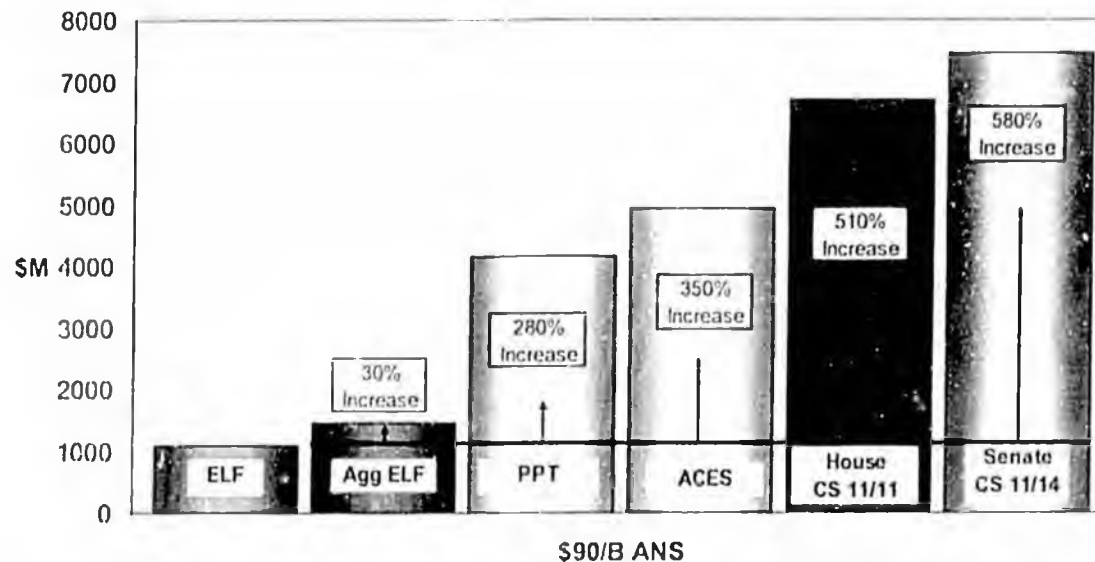 8000
7000
6000
5000
$M 4000
3000
2000
1000
0
30%
Increase
280%
Increase
350%
Increase
510%
Increase
580%
Increase
ELF
Agg ELF
PPT
ACES
House
CS 11/11
Senate
CS 11/14
$90/B ANS